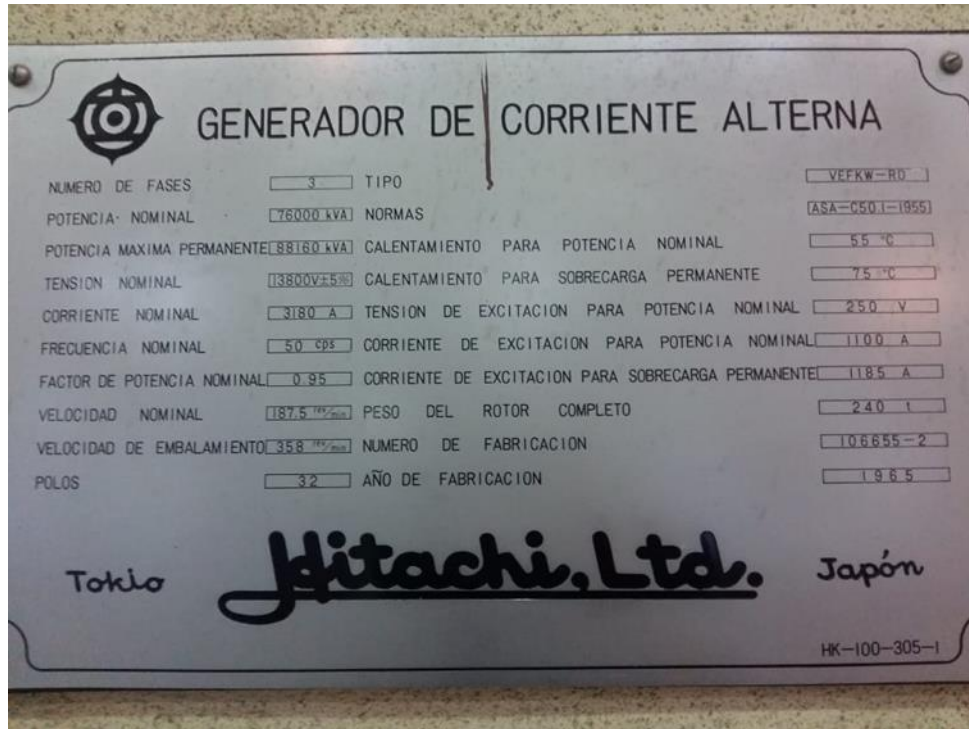 GENERADOR DE CORRIENTE ALTERNA
NUMERO DE FASES 3 TIPO VEFKW-RD
POTENCIA NOMINAL 76000 kVA NORMAS ASA-C50.1-1955
POTENCIA MAXIMA PERMANENTE 88160 kVA CALENTAMIENTO PARA POTENCIA NOMINAL 55 °C
TENSION NOMINAL 13800V±5% CALENTAMIENTO PARA SOBRECARGA PERMANENTE 75 °C
CORRIENTE NOMINAL 3180 A TENSION DE EXCITACION PARA POTENCIA NOMINAL 250 V
FRECUENCIA NOMINAL 50 cps CORRIENTE DE EXCITACION PARA POTENCIA NOMINAL 1100 A
FACTOR DE POTENCIA NOMINAL 0.95 CORRIENTE DE EXCITACION PARA SOBRECARGA PERMANENTE 1185 A
VELOCIDAD NOMINAL 187.5 rev/min PESO DEL ROTOR COMPLETO 240 t
VELOCIDAD DE EMBALAMIENTO 358 rev/min NUMERO DE FABRICACION 106655-2
POLOS 32 AÑO DE FABRICACION 1965
Tokio Hitachi, Ltd. Japón
HK-100-305-1